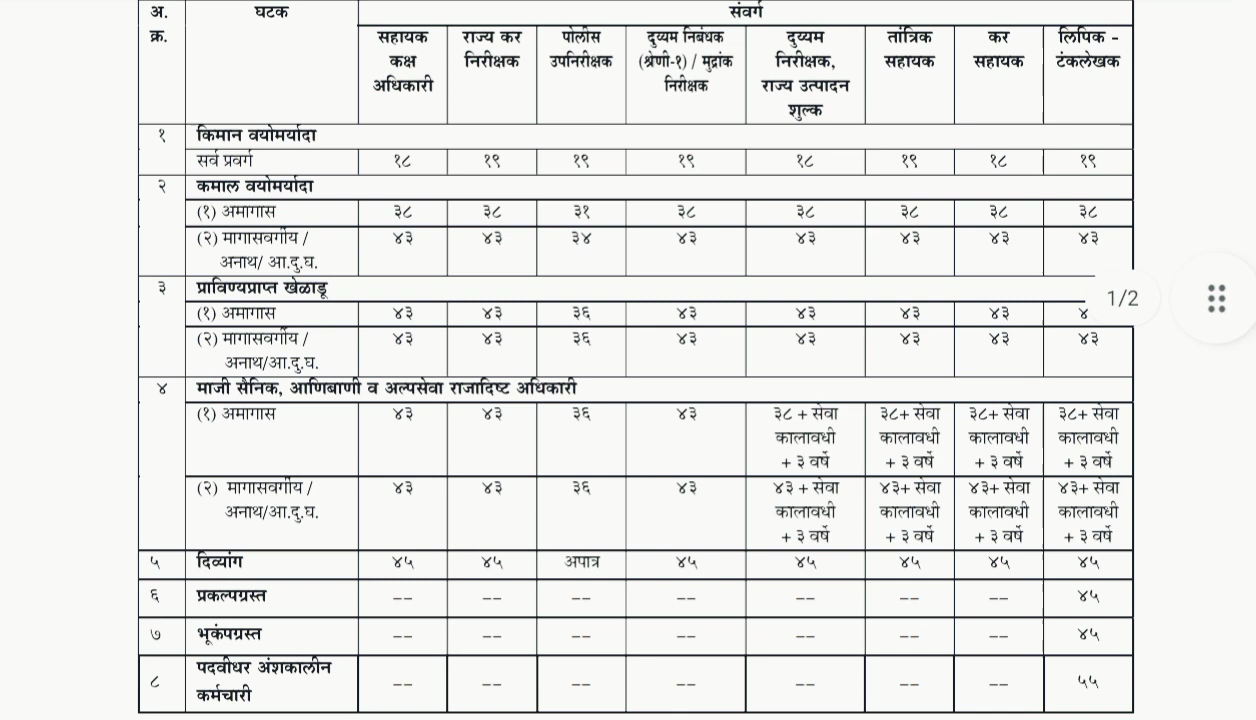 अ. क्र. घटक संवर्ग
सहायक कक्ष अधिकारी राज्य कर निरीक्षक पोलीस उपनिरीक्षक दुय्यम निबंधक (श्रेणी-१) / मुद्रांक निरीक्षक दुय्यम निरीक्षक, राज्य उत्पादन शुल्क तांत्रिक सहायक कर सहायक लिपिक - टंकलेखक
१ किमान वयोमर्यादा
सर्व प्रवर्ग १८ १९ १९ १९ १८ १९ १८ १९
२ कमाल वयोमर्यादा
(१) अमागास ३८ ३८ ३१ ३८ ३८ ३८ ३८ ३८
(२) मागासवर्गीय / अनाथ/ आ.दु.घ. ४३ ४३ ३४ ४३ ४३ ४३ ४३ ४३
३ प्राविण्यप्राप्त खेळाडू
1/2
(१) अमागास ४३ ४३ ३६ ४३ ४३ ४३ ४३ ४
(२) मागासवर्गीय / अनाथ/आ.दु.घ. ४३ ४३ ३६ ४३ ४३ ४३ ४३ ४३
४ माजी सैनिक, आणिबाणी व अल्पसेवा राजादिष्ट अधिकारी
(१) अमागास ४३ ४३ ३६ ४३ ३८ + सेवा कालावधी + ३ वर्षे ३८+ सेवा कालावधी + ३ वर्षे ३८+ सेवा कालावधी + ३ वर्षे ३८+ सेवा कालावधी + ३ वर्षे
(२) मागासवर्गीय / अनाथ/आ.दु.घ. ४३ ४३ ३६ ४३ ४३ + सेवा कालावधी + ३ वर्षे ४३+ सेवा कालावधी + ३ वर्षे ४३+ सेवा कालावधी + ३ वर्षे ४३+ सेवा कालावधी + ३ वर्षे
५ दिव्यांग ४५ ४५ अपात्र ४५ ४५ ४५ ४५ ४५
६ प्रकल्पग्रस्त -- -- -- -- -- -- -- ४५
७ भूकंपग्रस्त -- -- -- -- -- -- -- ४५
८ पदवीधर अंशकालीन कर्मचारी -- -- -- -- -- -- -- ५५